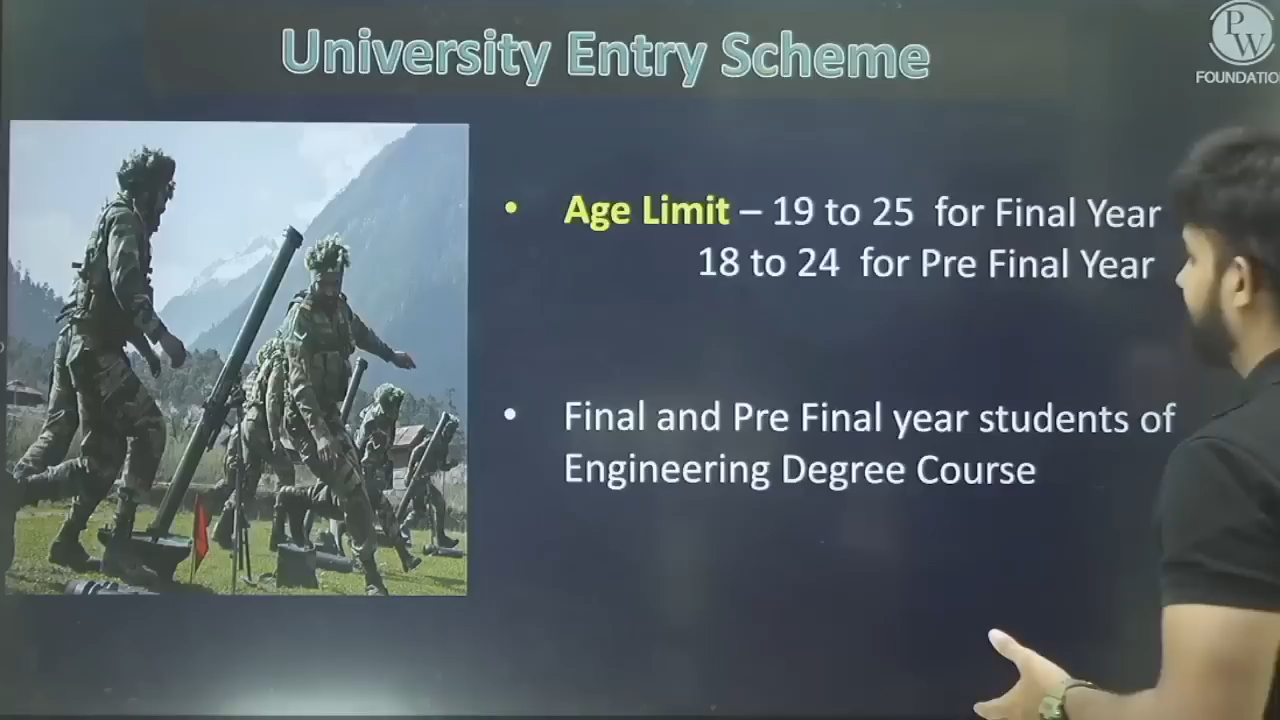 University Entry Scheme
PW
FOUNDATIO
• Age Limit – 19 to 25 for Final Year
18 to 24 for Pre Final Year
• Final and Pre Final year students of
Engineering Degree Course